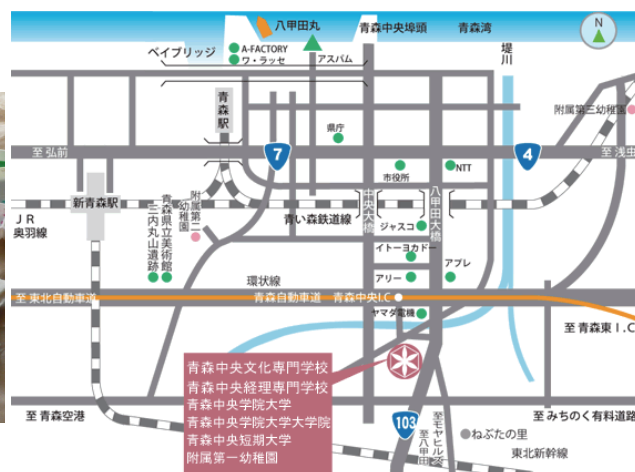 八甲田丸
青森中央埠頭
青森湾
N
ベイブリッジ
A-FACTORY
ワ・ラッセ
アスパム
堤川
青森駅
附属第三幼稚園
県庁
至 弘前
7
4
至 浅虫
市役所
NTT
新青森駅
中央大橋
八甲田大橋
JR
奥羽線
青い森鉄道線
ジャスコ
附属第二幼稚園
青森県立美術館
三内丸山遺跡
イトーヨカドー
アリー
アプレ
環状線
至 東北自動車道
青森自動車道
青森中央I.C
ヤマダ電機
至 青森東I.C
青森中央文化専門学校
青森中央経理専門学校
青森中央学院大学
青森中央学院大学大学院
青森中央短期大学
附属第一幼稚園
至 青森空港
103
至 みちのく有料道路
至モヤヒルズ
至八甲田
ねぶたの里
東北新幹線